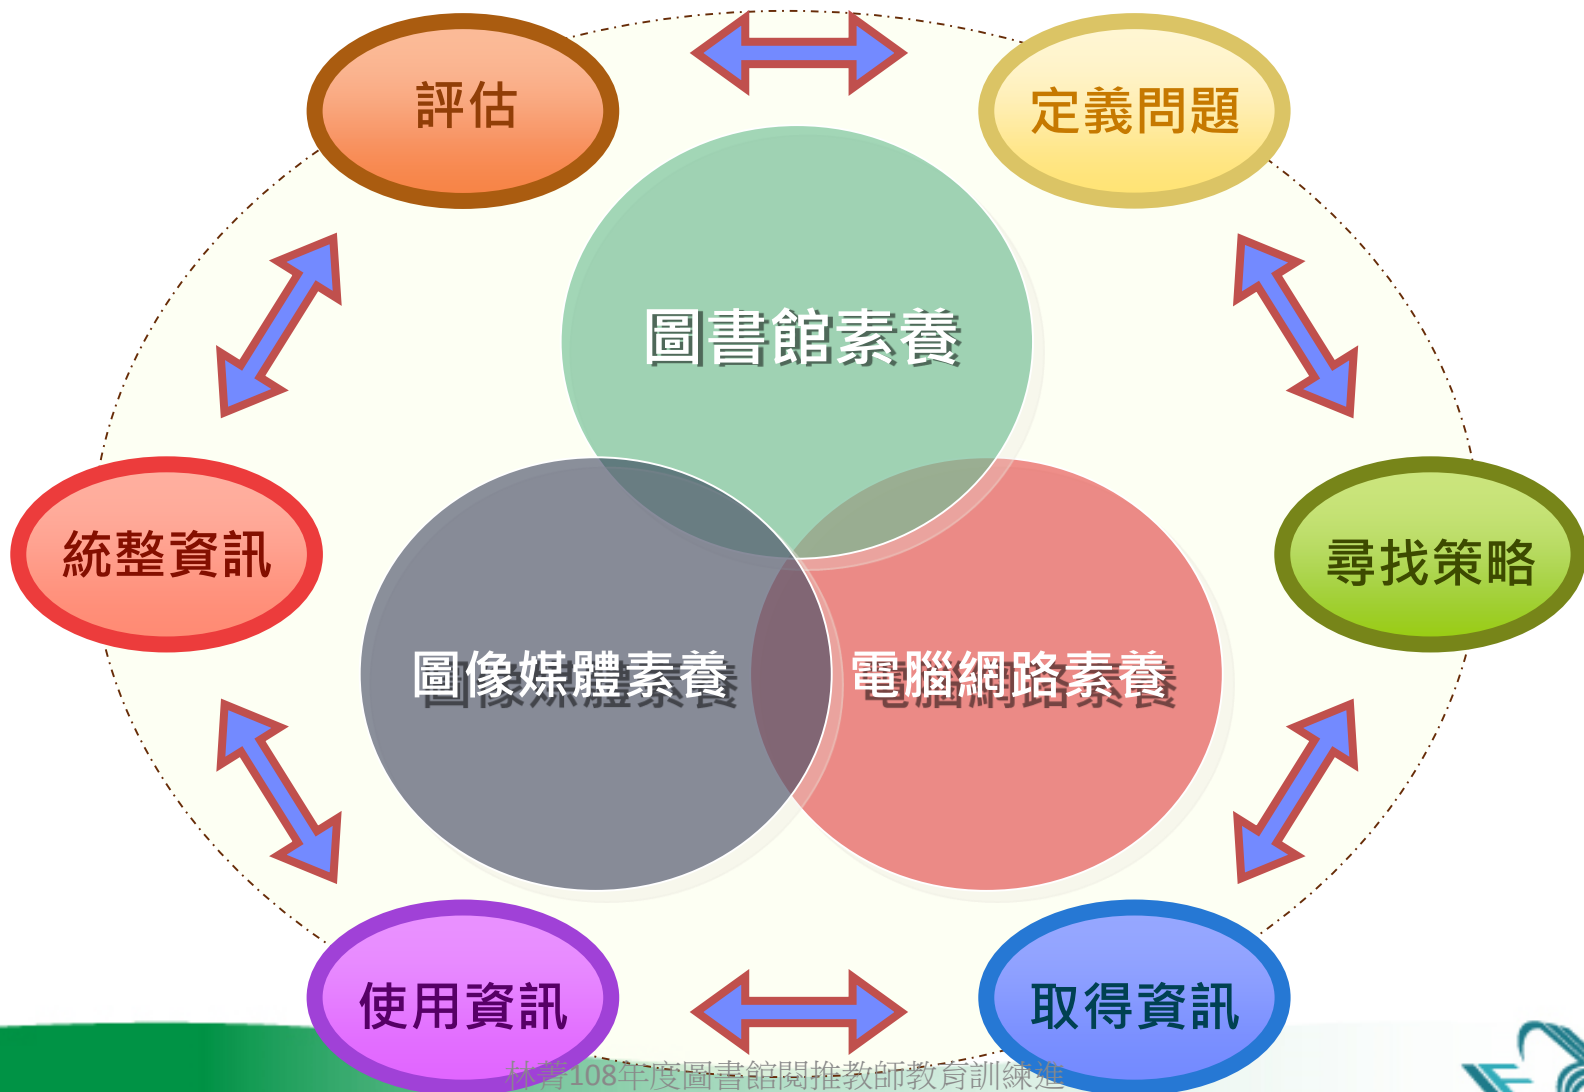 評估
定義問題
圖書館素養
統整資訊
尋找策略
圖像媒體素養
電腦網路素養
使用資訊
取得資訊
林菁108年度圖書館閱推教師教育訓練進